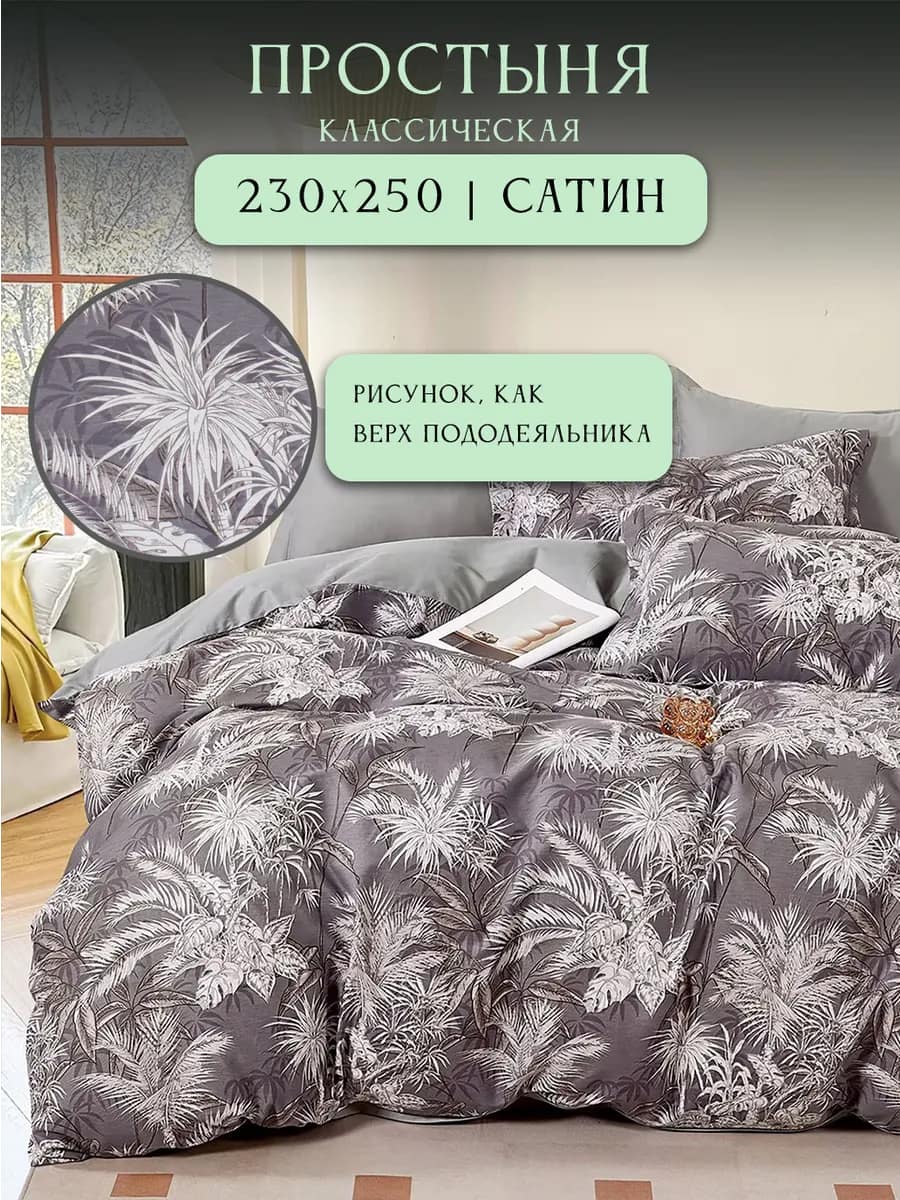 ПРОСТЫНЯ
КЛАССИЧЕСКАЯ
230х250 | САТИН
РИСУНОК, КАК
ВЕРХ ПОДОДЕЯЛЬНИКА